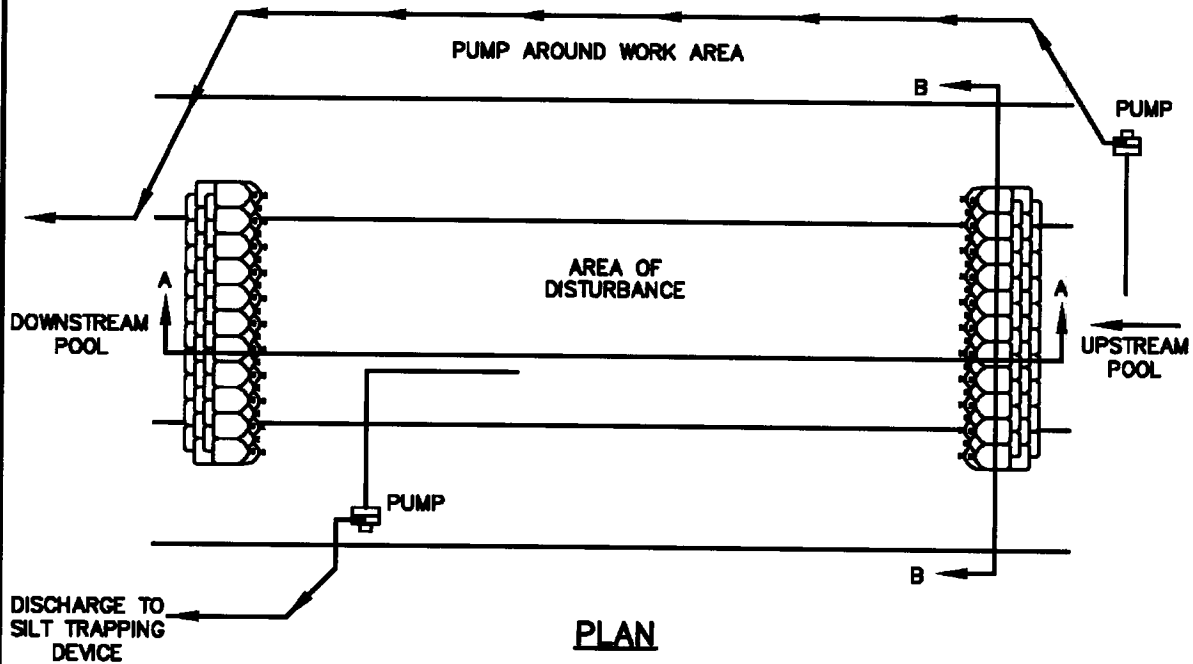 PUMP AROUND WORK AREA
B
PUMP
AREA OF
DISTURBANCE
A
A
DOWNSTREAM
POOL
UPSTREAM
POOL
PUMP
B
DISCHARGE TO
SILT TRAPPING
DEVICE
PLAN